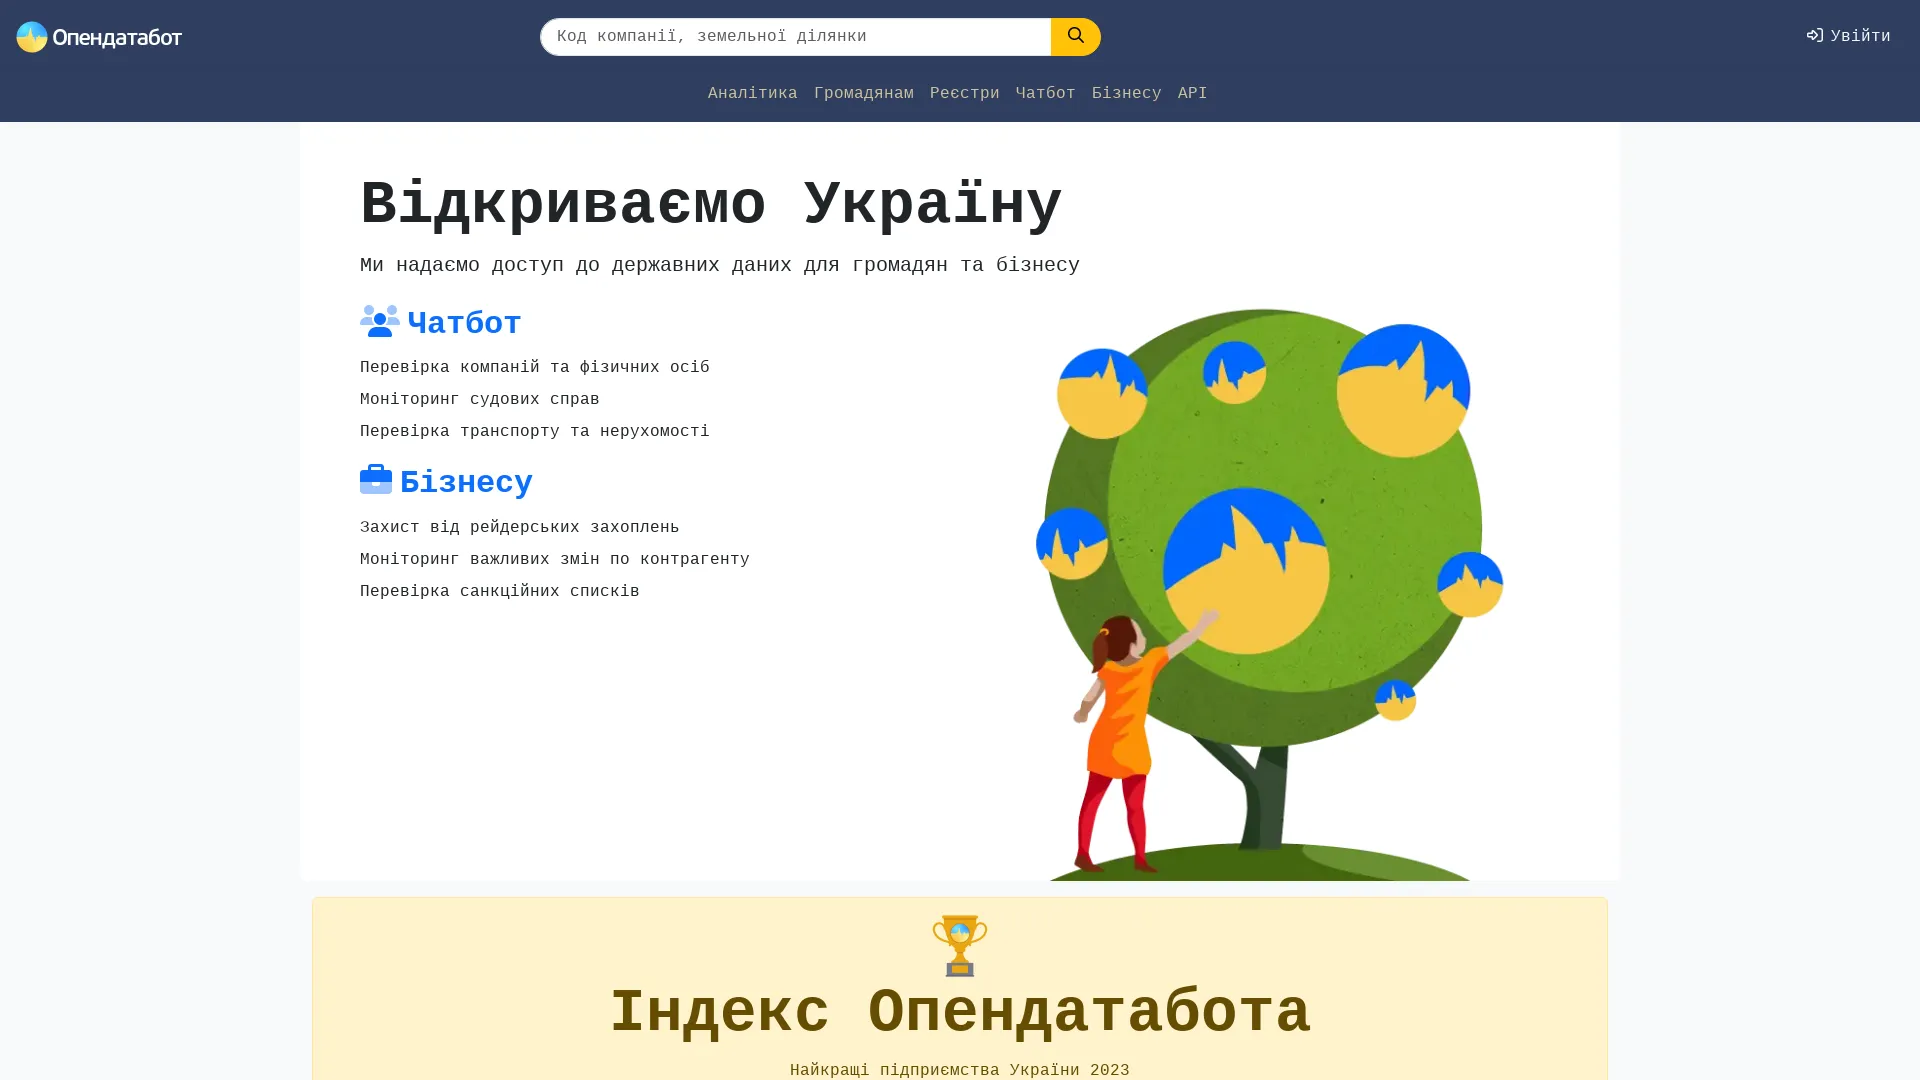 Опендатабот
Код компанії, земельної ділянки
Увійти
Аналітика Громадянам Реєстри Чатбот Бізнесу API
Відкриваємо Україну
Ми надаємо доступ до державних даних для громадян та бізнесу
Чатбот
Перевірка компаній та фізичних осіб
Моніторинг судових справ
Перевірка транспорту та нерухомості
Бізнесу
Захист від рейдерських захоплень
Моніторинг важливих змін по контрагенту
Перевірка санкційних списків
Індекс Опендатабота
Найкращі підприємства України 2023